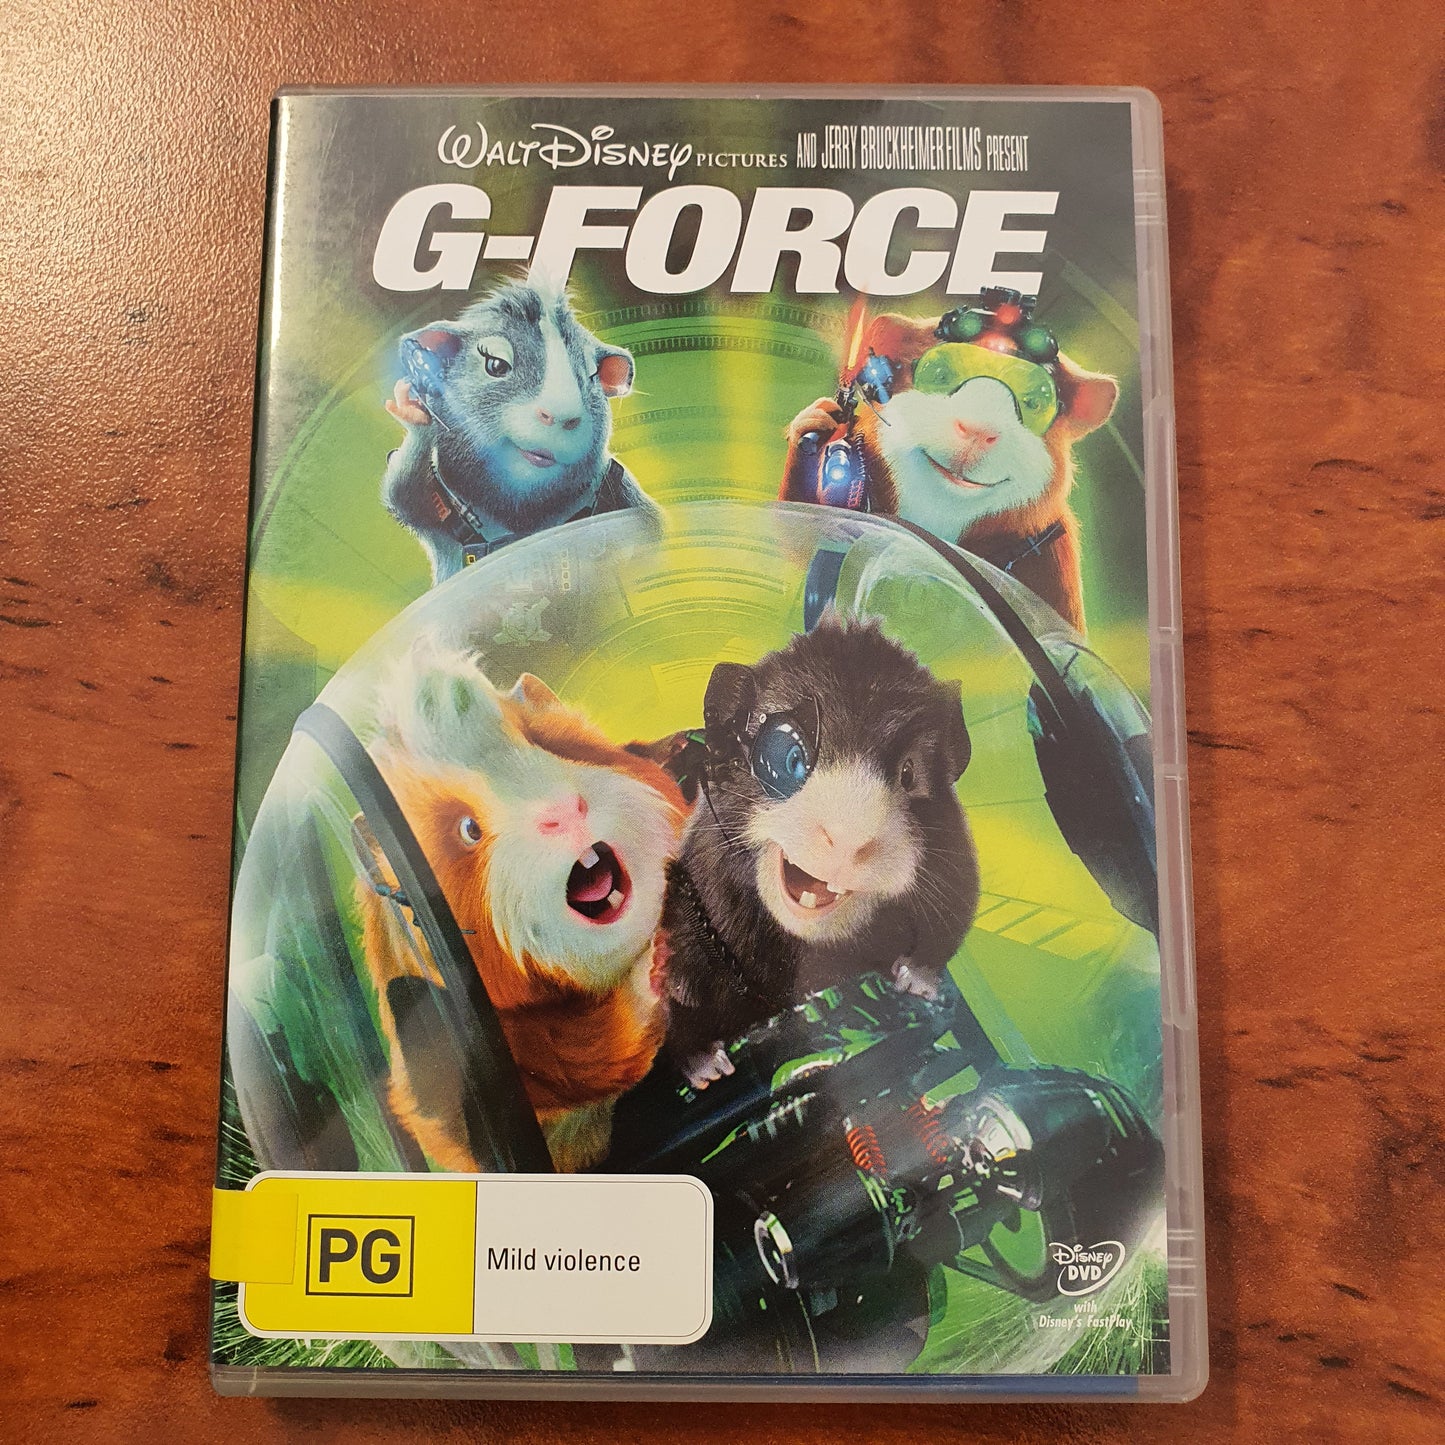 WALT DISNEY PICTURES AND JERRY BRUCKHEIMER FILMS PRESENT
G-FORCE
PG Mild violence
DISNEY
DVD
with
Disney's FastPlay